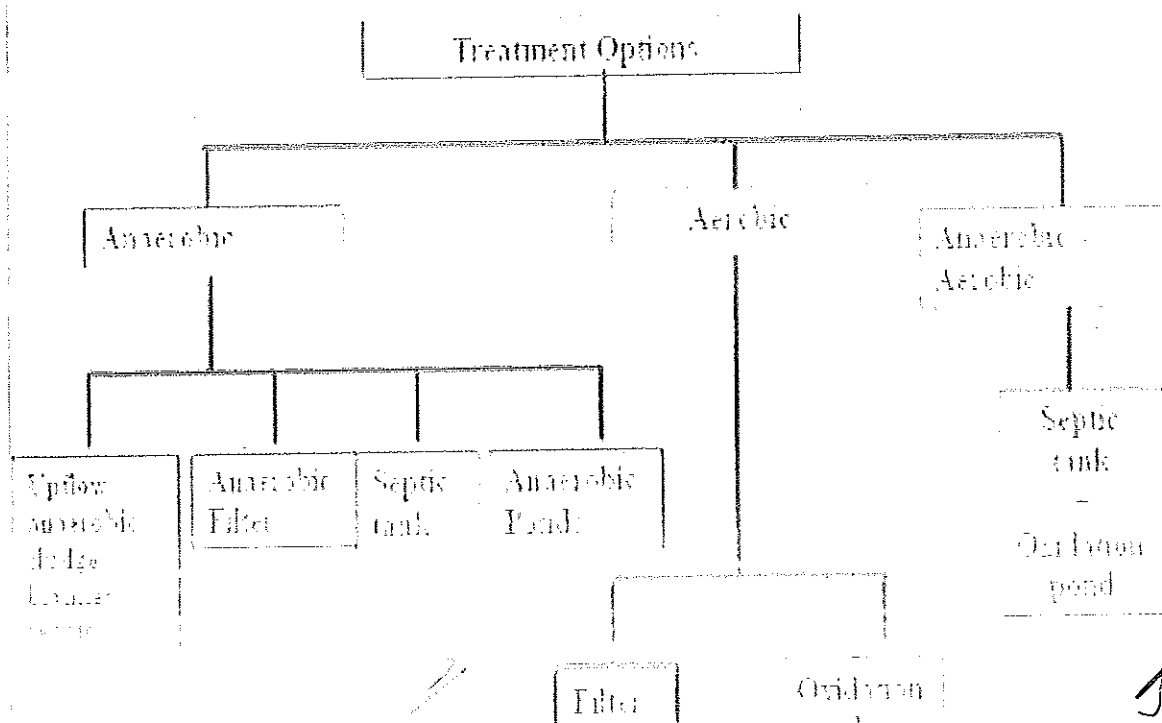 Treatment Options
Anaerobic
Aerobic
Anaerobic -
Aerobic
Upflow
anaerobic
sludge
Anaerobic
Filter
Septic
tank
Anaerobic
Ponds
Septic
tank
–
Oxidation
pond
Filter
Oxidation